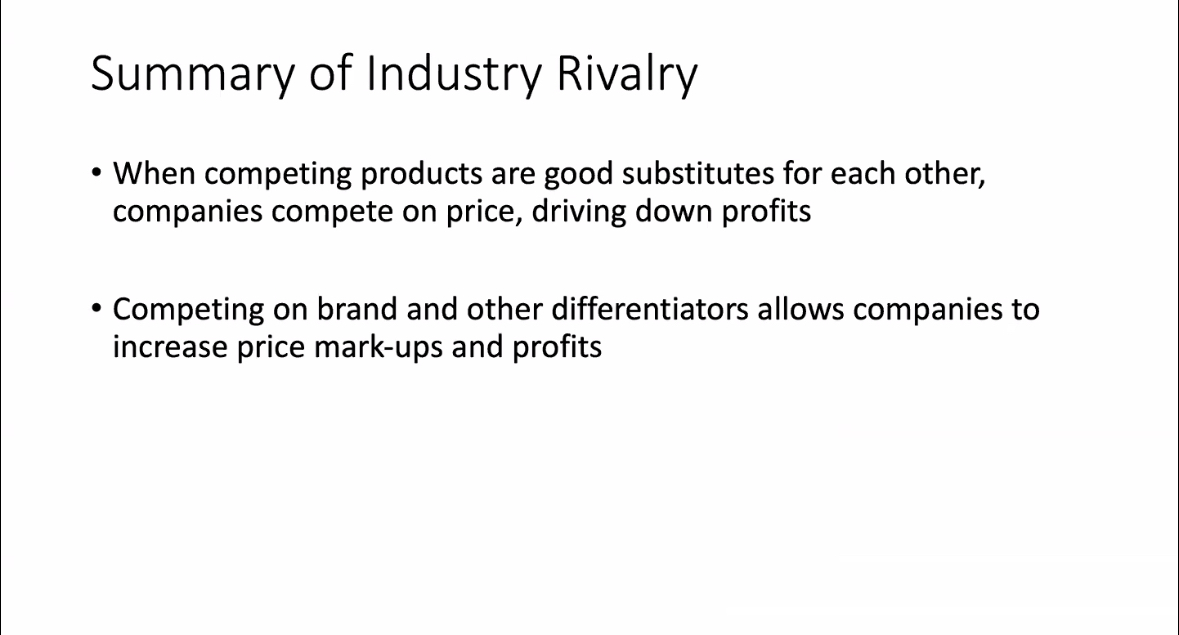 Summary of Industry Rivalry
• When competing products are good substitutes for each other,
companies compete on price, driving down profits
• Competing on brand and other differentiators allows companies to
increase price mark-ups and profits